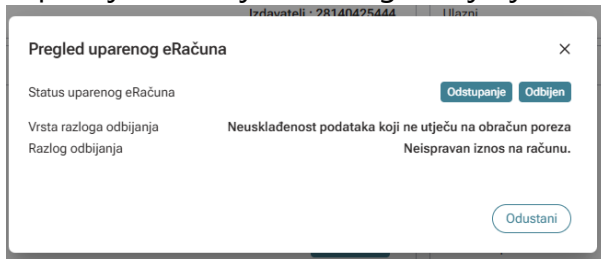 Izdavatelj : 28140425444
Ulazni
Pregled uparenog eRačuna
Status uparenog eRačuna Odstupanje Odbijen
Vrsta razloga odbijanja Neusklađenost podataka koji ne utječu na obračun poreza
Razlog odbijanja Neispravan iznos na računu.
Odustani